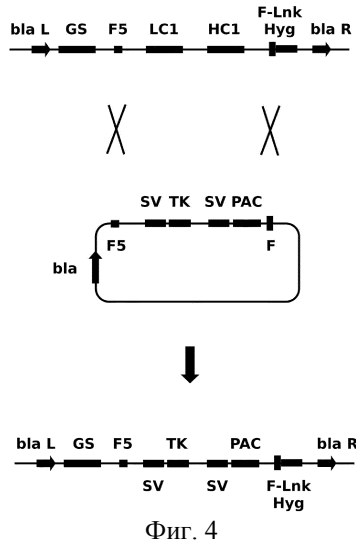 bla L GS F5 LC1 HC1 F-Lnk Hyg bla R
SV TK SV PAC
F5 F
bla
bla L GS F5 TK PAC bla R
SV SV F-Lnk
Hyg
Фиг. 4